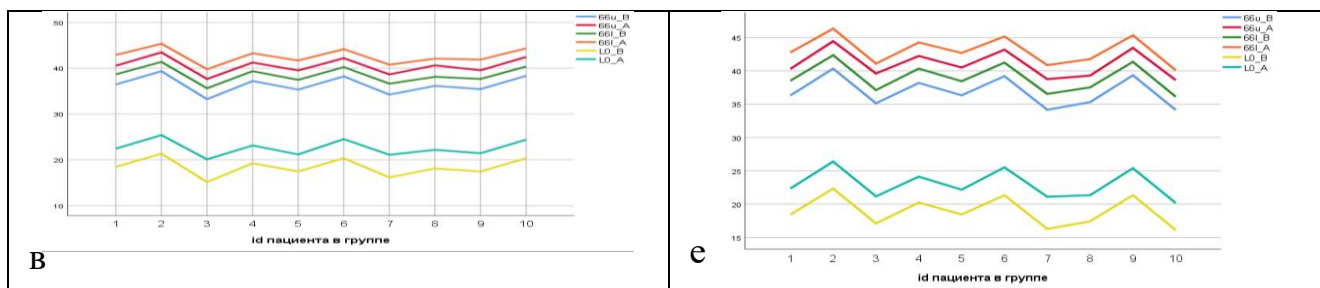 50
40
30
20
10
1 2 3 4 5 6 7 8 9 10
id пациента в группе
66u_B
66u_A
66l_B
66l_A
L0_B
L0_A
в
45
40
35
30
25
20
15
1 2 3 4 5 6 7 8 9 10
id пациента в группе
66u_B
66u_A
66l_B
66l_A
L0_B
L0_A
е